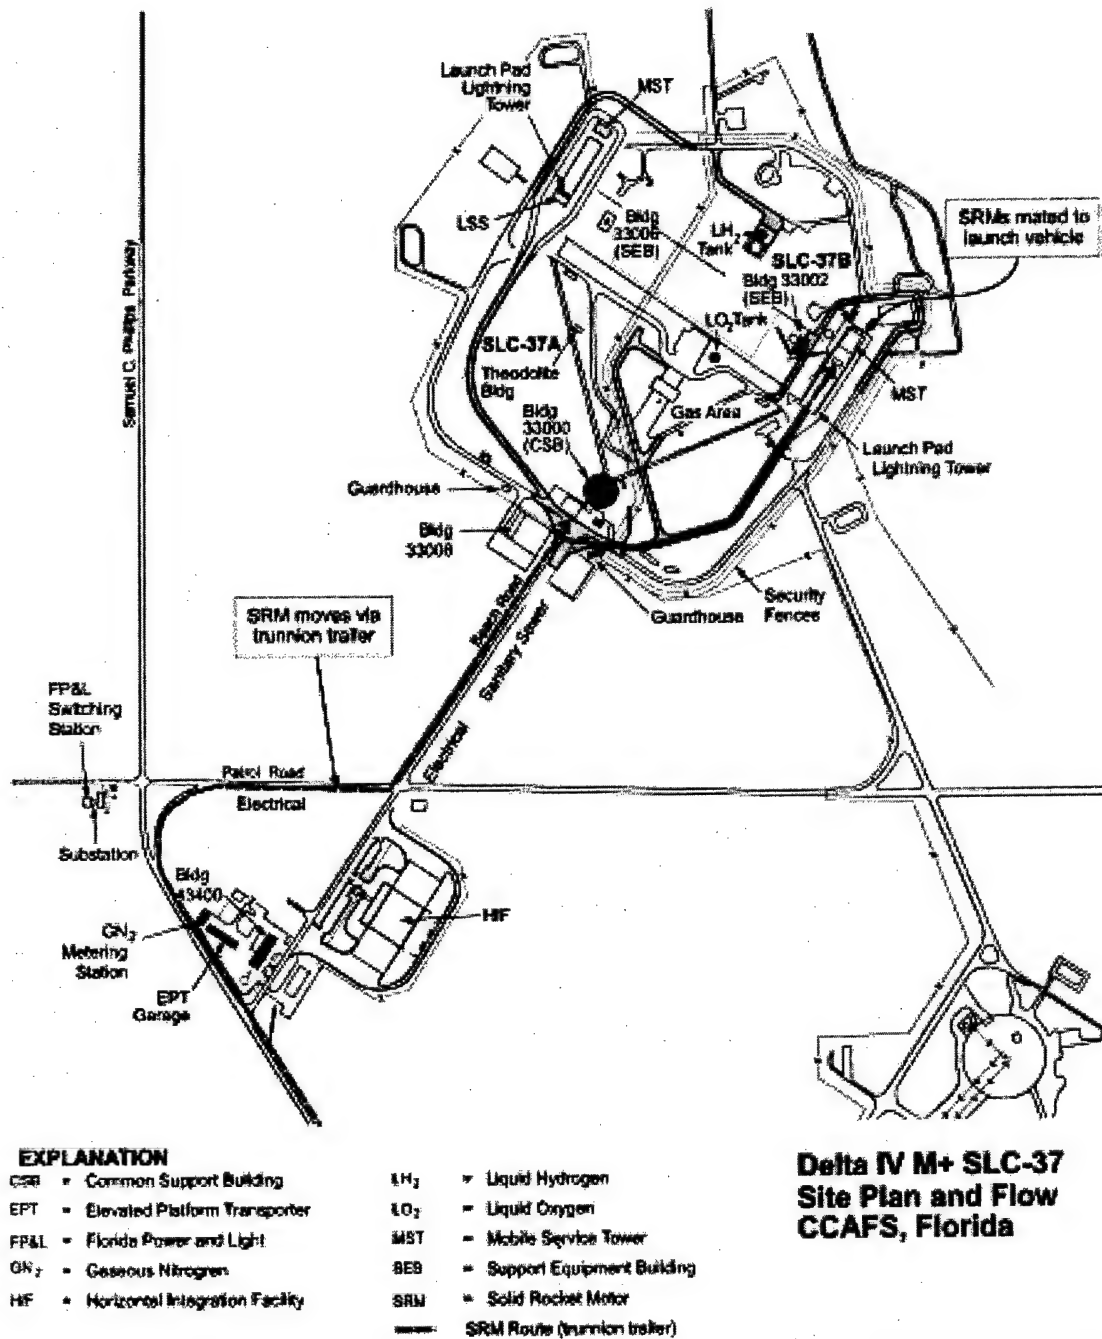 Launch Pad
Lightning
Tower
MST
LSS
Bldg
33006
(SEB)
LH2
Tank
SRMs mated to
launch vehicle
SLC-37B
Bldg 33002
(SEB)
LO2 Tank
SLC-37A
Theodolite
Bldg
MST
Bldg
33000
(CSB)
Gas Area
Launch Pad
Lightning Tower
Samuel C. Phillips Parkway
Guardhouse
Bldg
33008
Security
Fences
Guardhouse
Beach Road
Sanitary Sewer
Electrical
SRM moves via
trunnion trailer
FP&L
Switching
Station
Patrol Road
Electrical
Substation
Bldg
43400
HIF
GN2
Metering
Station
EPT
Garage
EXPLANATION
CSB = Common Support Building
EPT = Elevated Platform Transporter
FP&L = Florida Power and Light
GN2 = Gaseous Nitrogren
HIF = Horizontal Integration Facility
LH2 = Liquid Hydrogen
LO2 = Liquid Oxygen
MST = Mobile Service Tower
SEB = Support Equipment Building
SRM = Solid Rocket Motor
SRM Route (trunnion trailer)
Delta IV M+ SLC-37
Site Plan and Flow
CCAFS, Florida